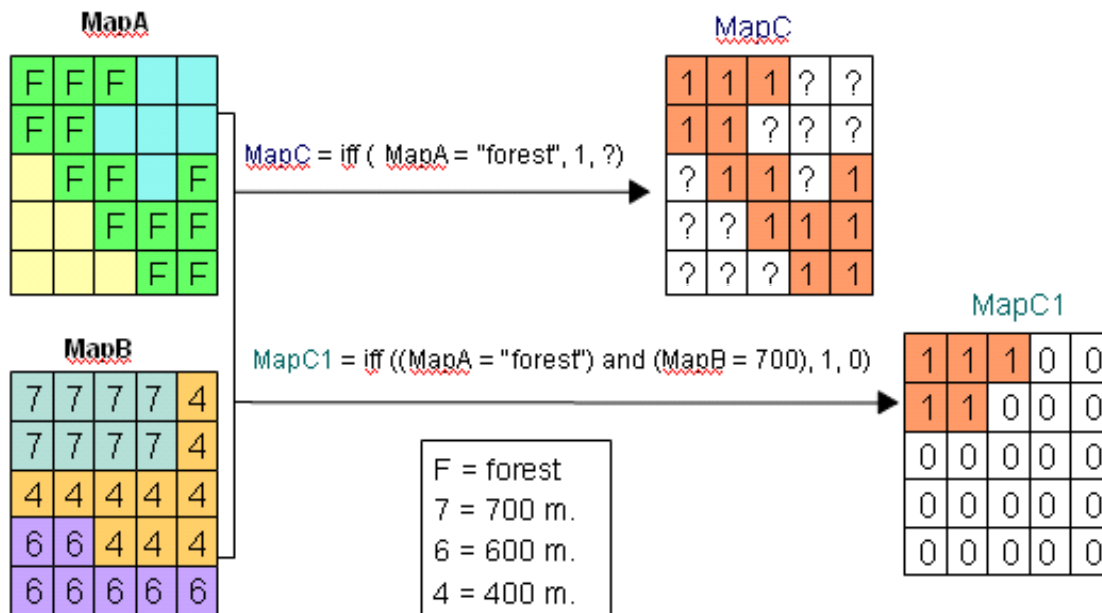 MapA
F F F
F F
F F F
F F F
F F
MapC
1 1 1 ? ?
1 1 ? ? ?
? 1 1 ? 1
? ? 1 1 1
? ? ? 1 1
MapC = iff ( MapA = "forest", 1, ?)
MapB
7 7 7 7 4
7 7 7 7 4
4 4 4 4 4
6 6 4 4 4
6 6 6 6 6
MapC1 = iff ((MapA = "forest") and (MapB = 700), 1, 0)
MapC1
1 1 1 0 0
1 1 0 0 0
0 0 0 0 0
0 0 0 0 0
0 0 0 0 0
F = forest
7 = 700 m.
6 = 600 m.
4 = 400 m.